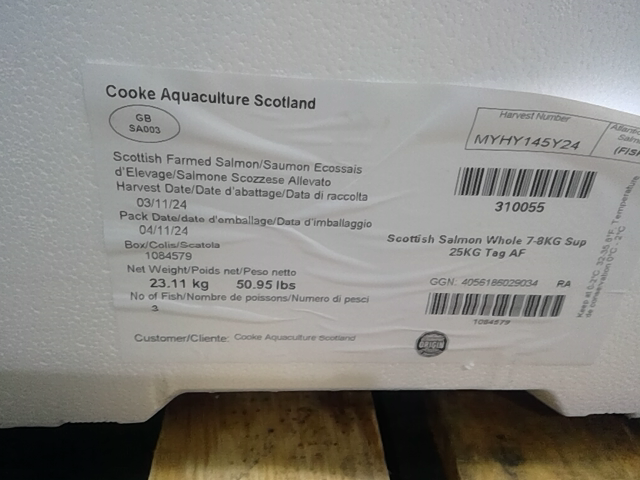 Cooke Aquaculture Scotland
GB
SA003
Scottish Farmed Salmon/Saumon Ecossais
d'Elevage/Salmone Scozzese Allevato
Harvest Date/Date d'abattage/Data di raccolta
03/11/24
Pack Date/date d'emballage/Data d'imballaggio
04/11/24
Box/Colis/Scatola
1084579
Net Weight/Poids net/Peso netto
23.11 kg 50.95 lbs
No of Fish/Nombre de poissons/Numero di pesci
3
Customer/Cliente: Cooke Aquaculture Scotland
Harvest Number
MYHY145Y24
(FISH
310055
Scottish Salmon Whole 7-8KG Sup
25KG Tag AF
GGN: 4056186029034 RA
1084579